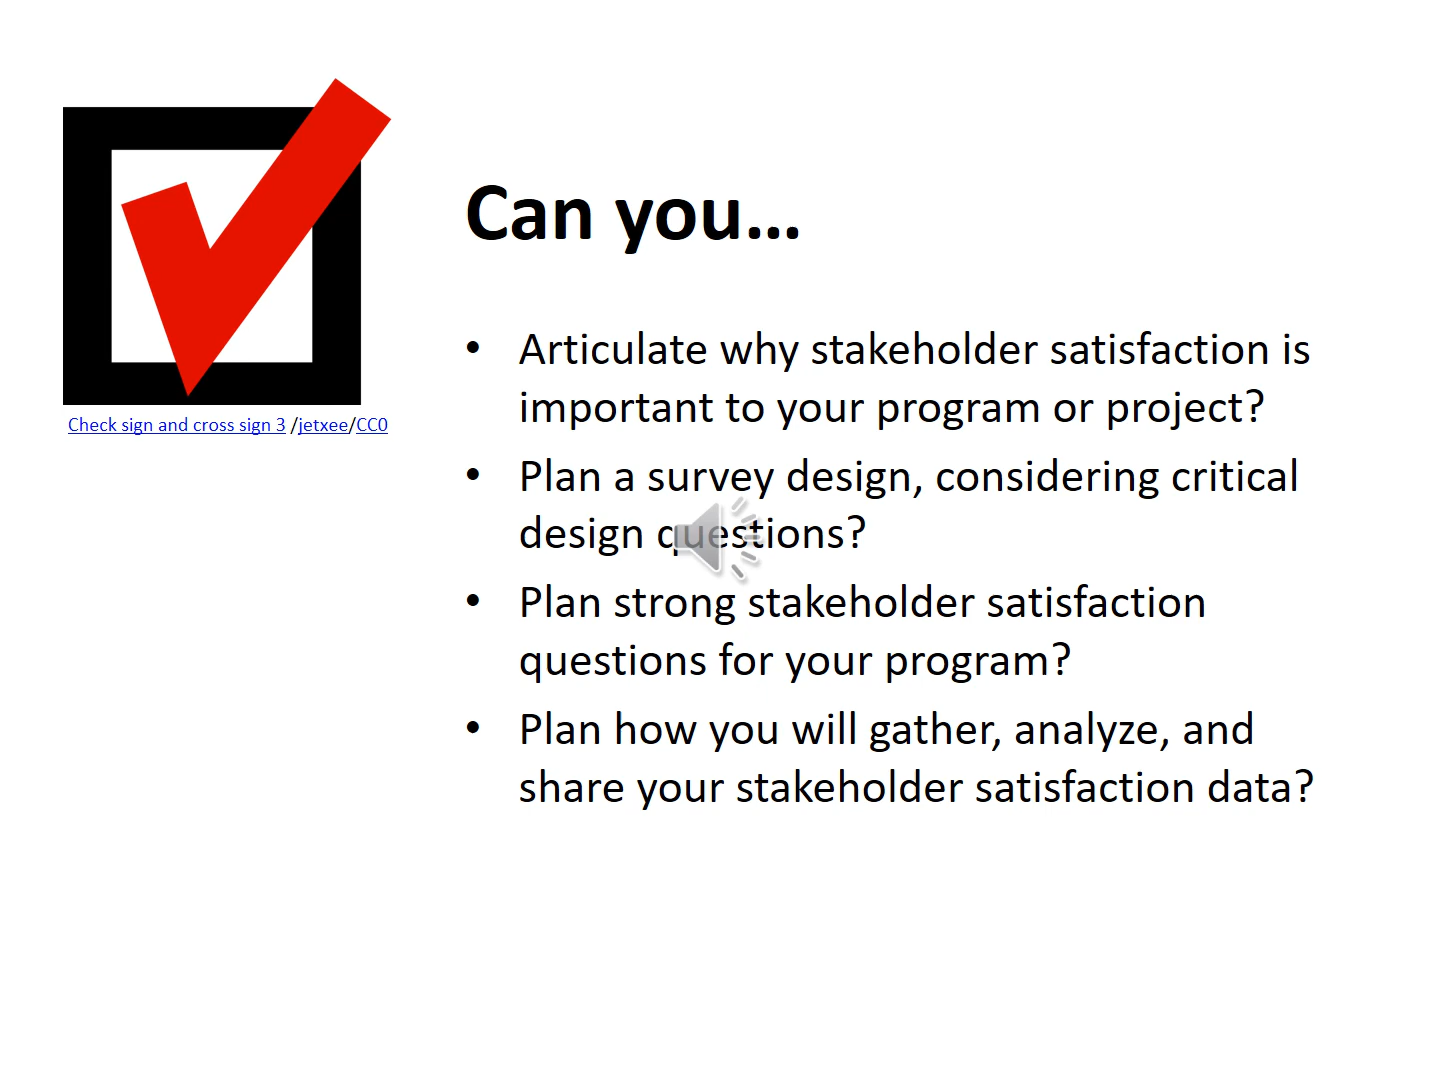 Can you...
Check sign and cross sign 3 /jetxee/CC0
• Articulate why stakeholder satisfaction is
important to your program or project?
• Plan a survey design, considering critical
design questions?
• Plan strong stakeholder satisfaction
questions for your program?
• Plan how you will gather, analyze, and
share your stakeholder satisfaction data?